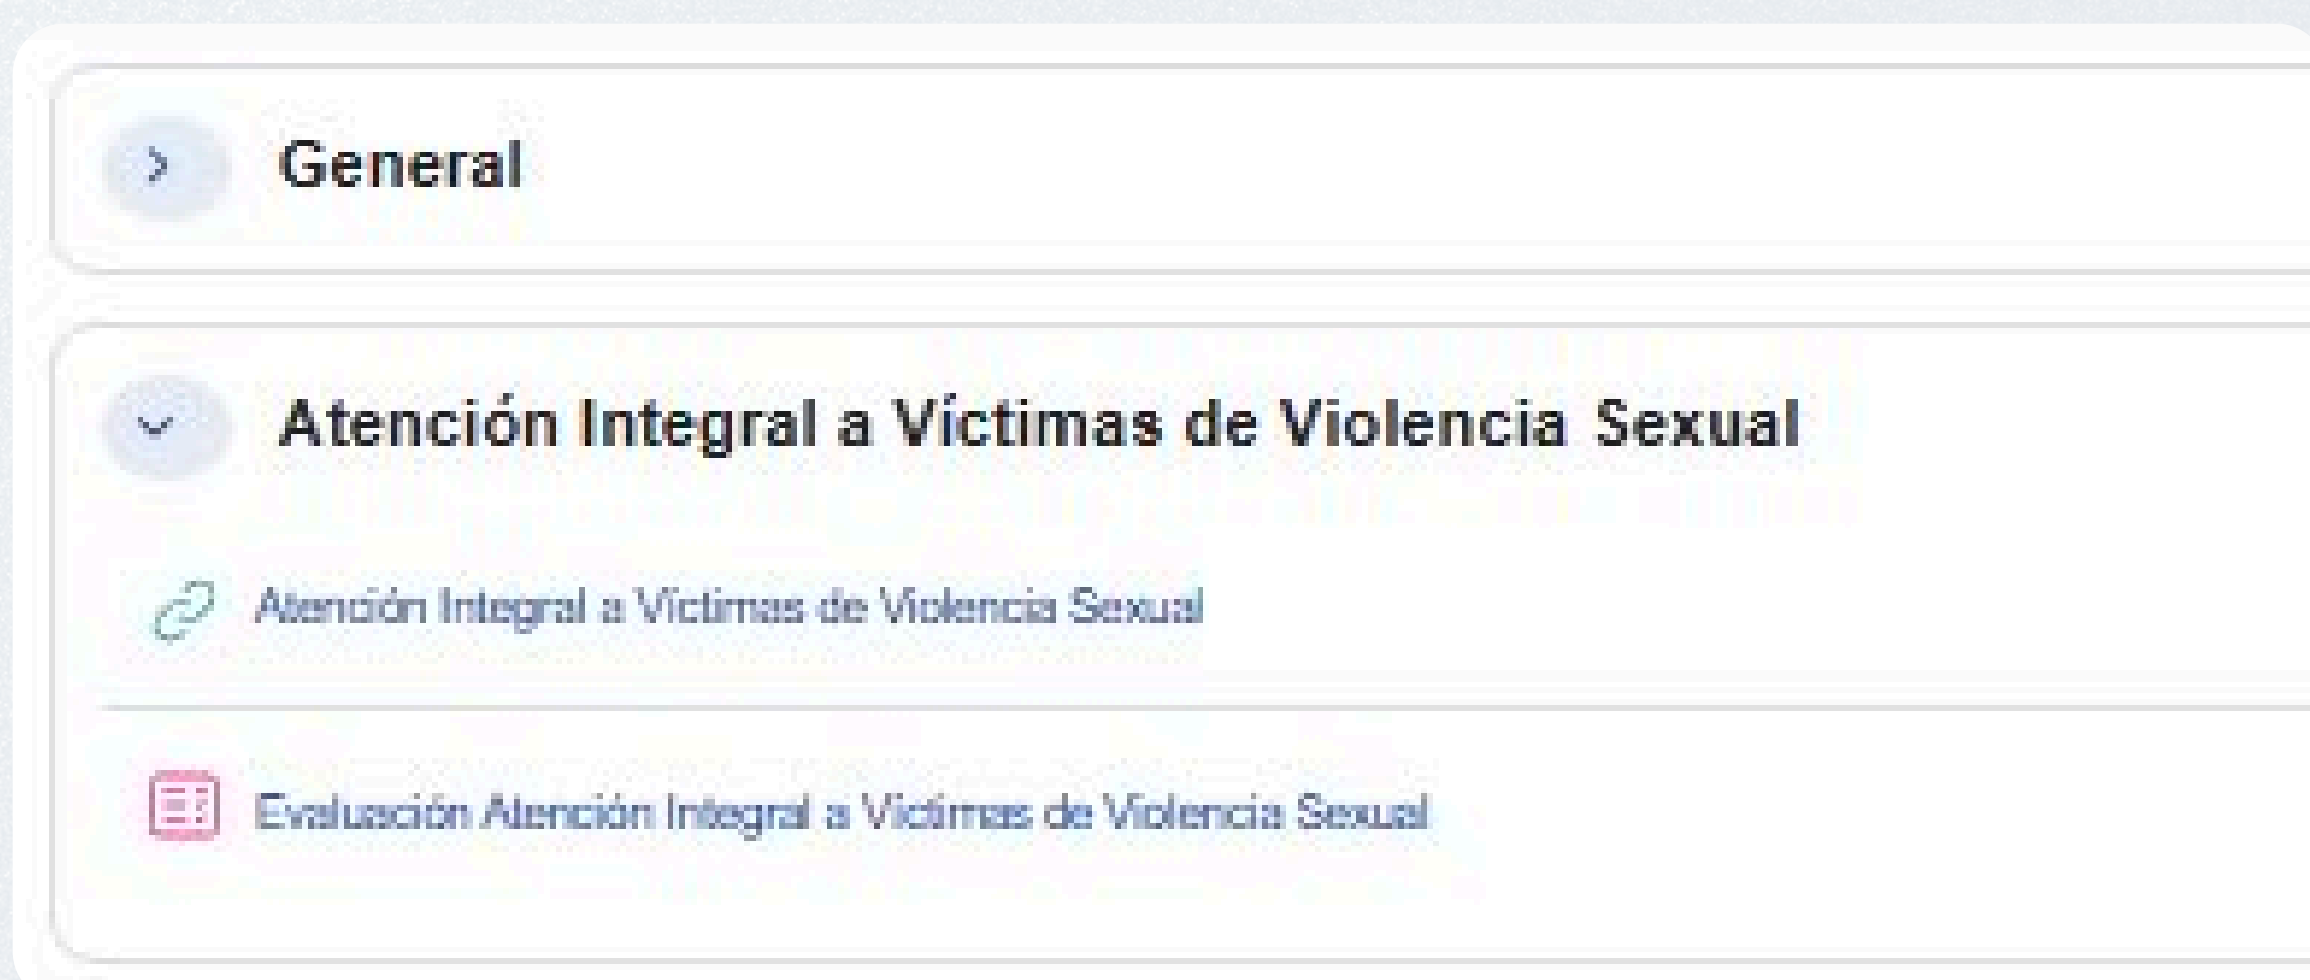 General
Atención Integral a Víctimas de Violencia Sexual
Atención Integral a Víctimas de Violencia Sexual
Evaluación Atención Integral a Víctimas de Violencia Sexual